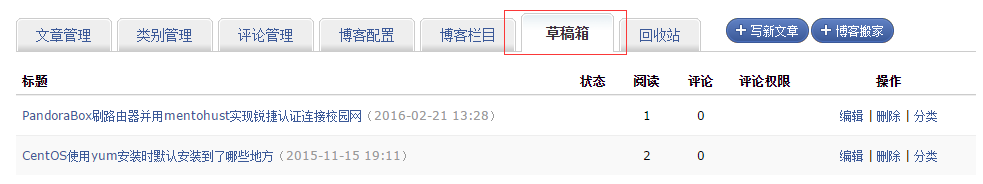 文章管理 类别管理 评论管理 博客配置 博客栏目 草稿箱 回收站 + 写新文章 + 博客搬家
标题 状态 阅读 评论 评论权限 操作
PandoraBox刷路由器并用mentohust实现锐捷认证连接校园网（2016-02-21 13:28） 1 0 编辑 | 删除 | 分类
CentOS使用yum安装时默认安装到了哪些地方（2015-11-15 19:11） 2 0 编辑 | 删除 | 分类